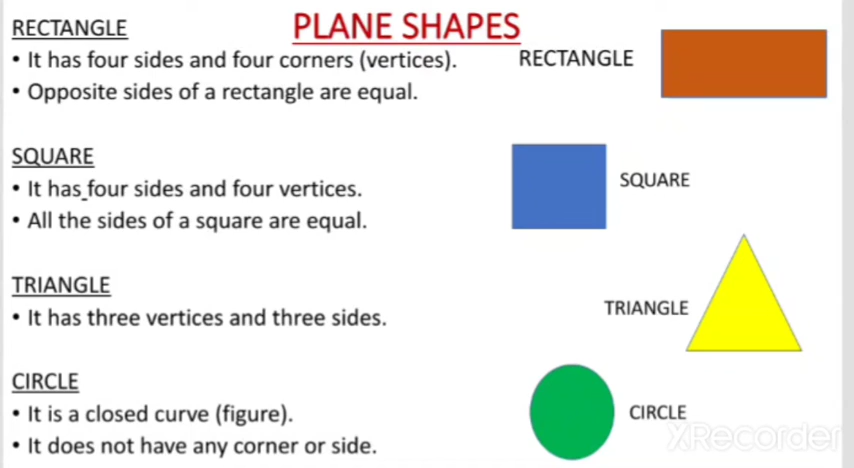 PLANE SHAPES
RECTANGLE
• It has four sides and four corners (vertices).
• Opposite sides of a rectangle are equal.
RECTANGLE
SQUARE
• It has four sides and four vertices.
• All the sides of a square are equal.
SQUARE
TRIANGLE
• It has three vertices and three sides.
TRIANGLE
CIRCLE
• It is a closed curve (figure).
• It does not have any corner or side.
CIRCLE
XRecorder